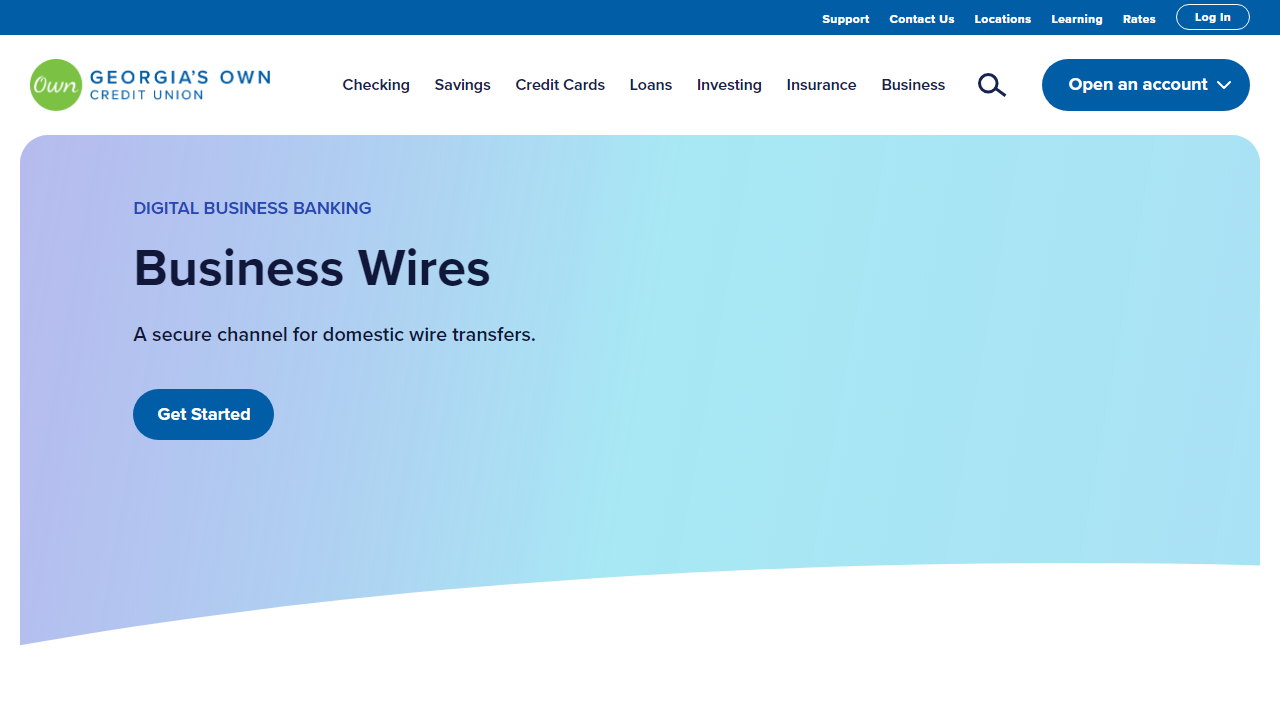 Support Contact Us Locations Learning Rates Log In
Own GEORGIA'S OWN
CREDIT UNION
Checking Savings Credit Cards Loans Investing Insurance Business Open an account
DIGITAL BUSINESS BANKING
Business Wires
A secure channel for domestic wire transfers.
Get Started